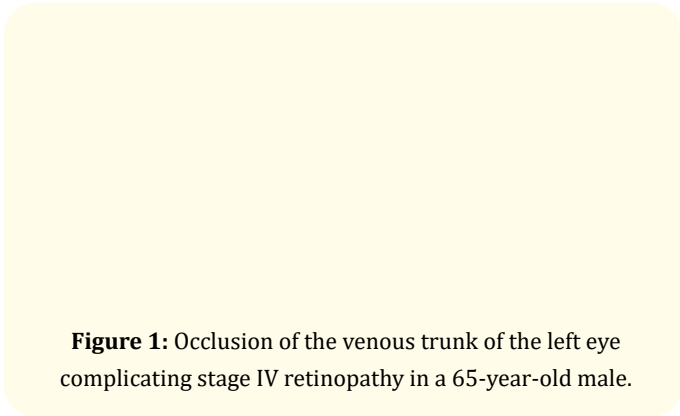 Figure 1: Occlusion of the venous trunk of the left eye
complicating stage IV retinopathy in a 65-year-old male.